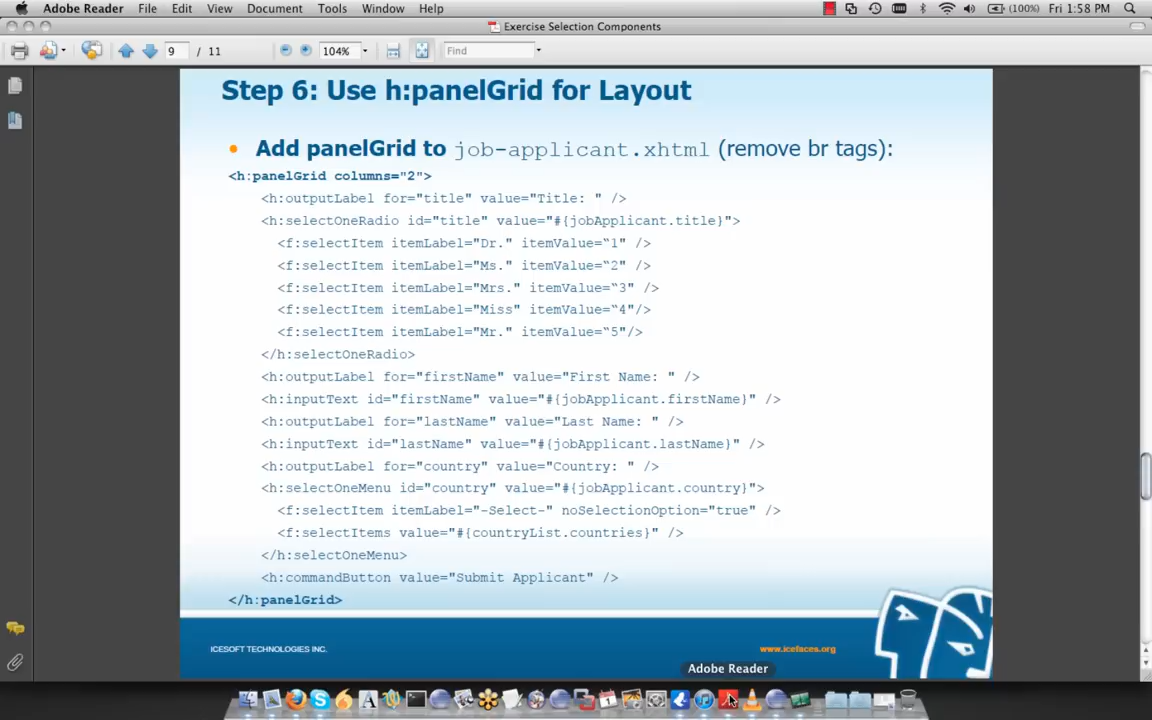 Adobe Reader File Edit View Document Tools Window Help (100%) Fri 1:58 PM
Exercise Selection Components
9 / 11 104% Find
Step 6: Use h:panelGrid for Layout
• Add panelGrid to job-applicant.xhtml (remove br tags):
<h:panelGrid columns="2">
<h:outputLabel for="title" value="Title: " />
<h:selectOneRadio id="title" value="#{jobApplicant.title}">
<f:selectItem itemLabel="Dr." itemValue=“1" />
<f:selectItem itemLabel="Ms." itemValue=“2" />
<f:selectItem itemLabel="Mrs." itemValue=“3" />
<f:selectItem itemLabel="Miss" itemValue=“4"/>
<f:selectItem itemLabel="Mr." itemValue=“5"/>
</h:selectOneRadio>
<h:outputLabel for="firstName" value="First Name: " />
<h:inputText id="firstName" value="#{jobApplicant.firstName}" />
<h:outputLabel for="lastName" value="Last Name: " />
<h:inputText id="lastName" value="#{jobApplicant.lastName}" />
<h:outputLabel for="country" value="Country: " />
<h:selectOneMenu id="country" value="#{jobApplicant.country}">
<f:selectItem itemLabel="-Select-" noSelectionOption="true" />
<f:selectItems value="#{countryList.countries}" />
</h:selectOneMenu>
<h:commandButton value="Submit Applicant" />
</h:panelGrid>
ICESOFT TECHNOLOGIES INC. www.icefaces.org
Adobe Reader